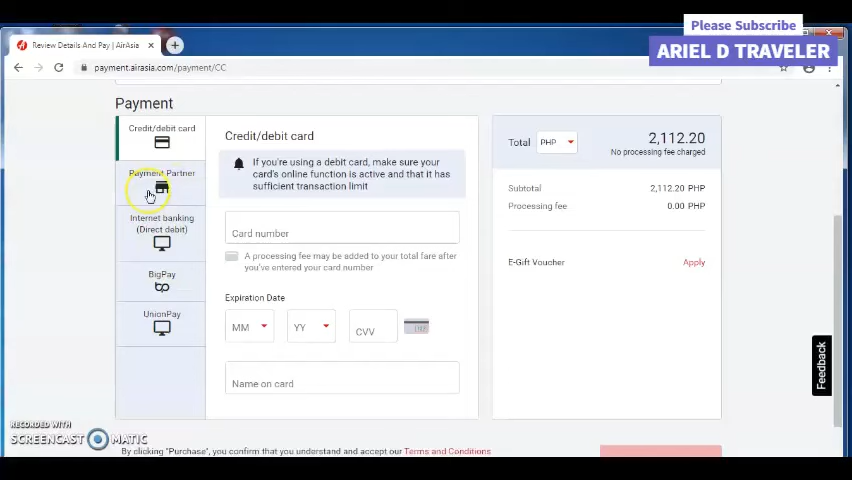 Please Subscribe
ARIEL D TRAVELER
Review Details And Pay | AirAsia
payment.airasia.com/payment/CC
Payment
Credit/debit card
Payment Partner
Internet banking
(Direct debit)
BigPay
UnionPay
Credit/debit card
If you're using a debit card, make sure your
card's online function is active and that it has
sufficient transaction limit
Card number
A processing fee may be added to your total fare after
you've entered your card number
Expiration Date
MM
YY
CVV
Name on card
Total
PHP
2,112.20
No processing fee charged
Subtotal
2,112.20 PHP
Processing fee
0.00 PHP
E-Gift Voucher
Apply
Feedback
RECORDED WITH
SCREENCAST MATIC
By clicking "Purchase", you confirm that you understand and accept our Terms and Conditions